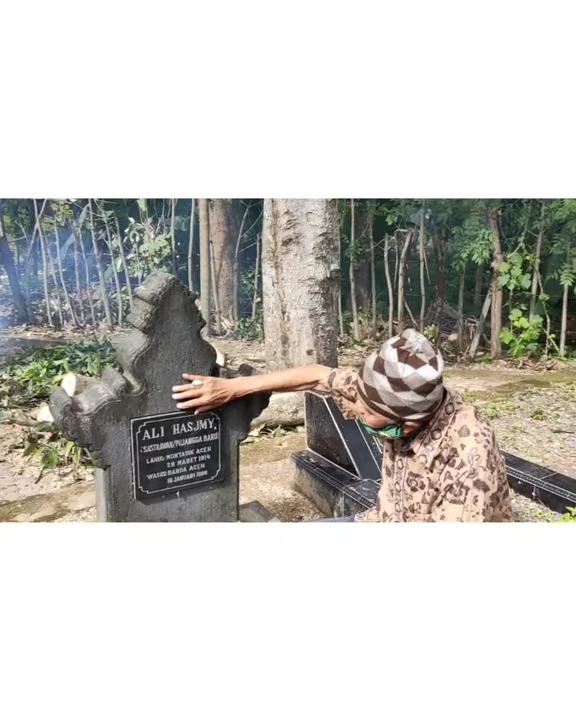 ALI HASJMY,
(SASTRAWAN/PUJANGGA BARU)
LAHIR: MONTASIK ACEH
28 MARET 1914
WAFAT: BANDA ACEH
18 JANUARI 1998